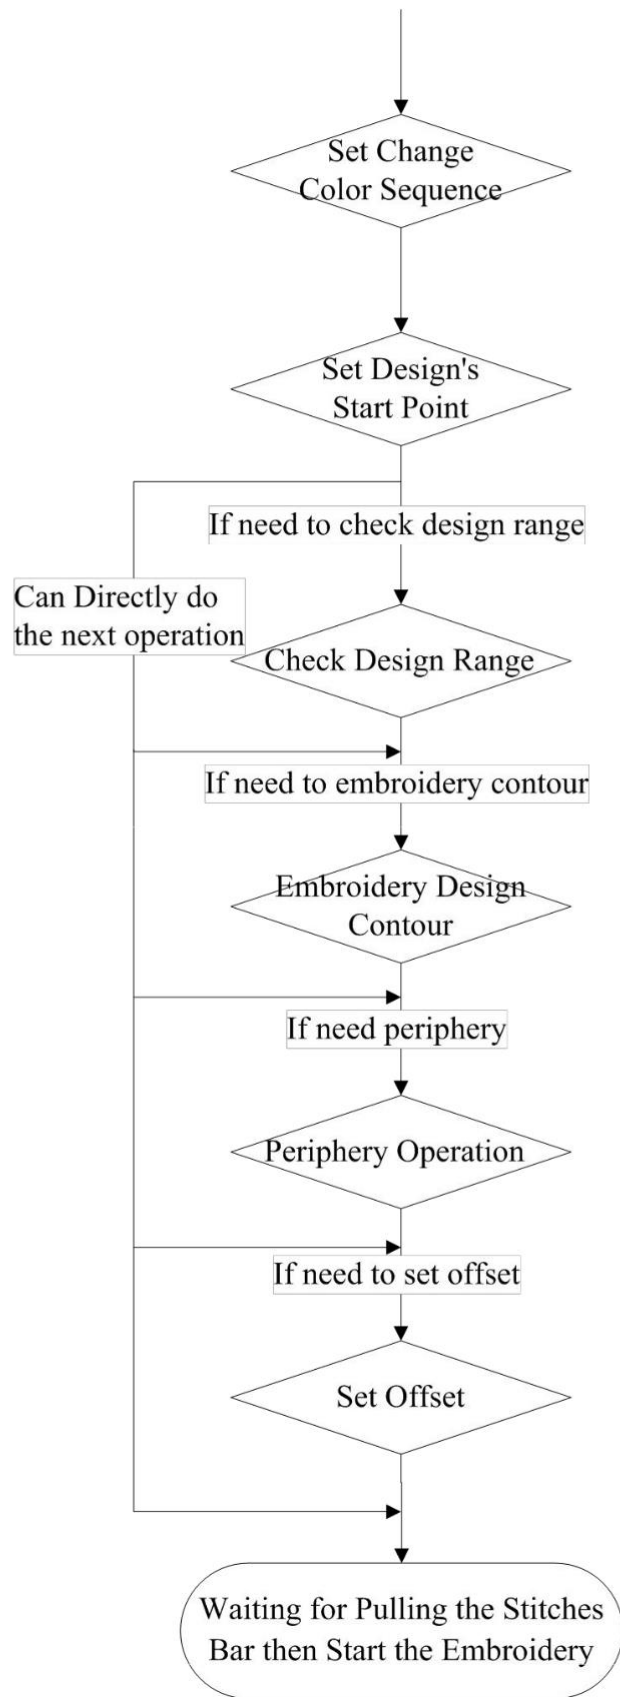 Set Change
Color Sequence
Set Design's
Start Point
If need to check design range
Can Directly do
the next operation
Check Design Range
If need to embroidery contour
Embroidery Design
Contour
If need periphery
Periphery Operation
If need to set offset
Set Offset
Waiting for Pulling the Stitches
Bar then Start the Embroidery